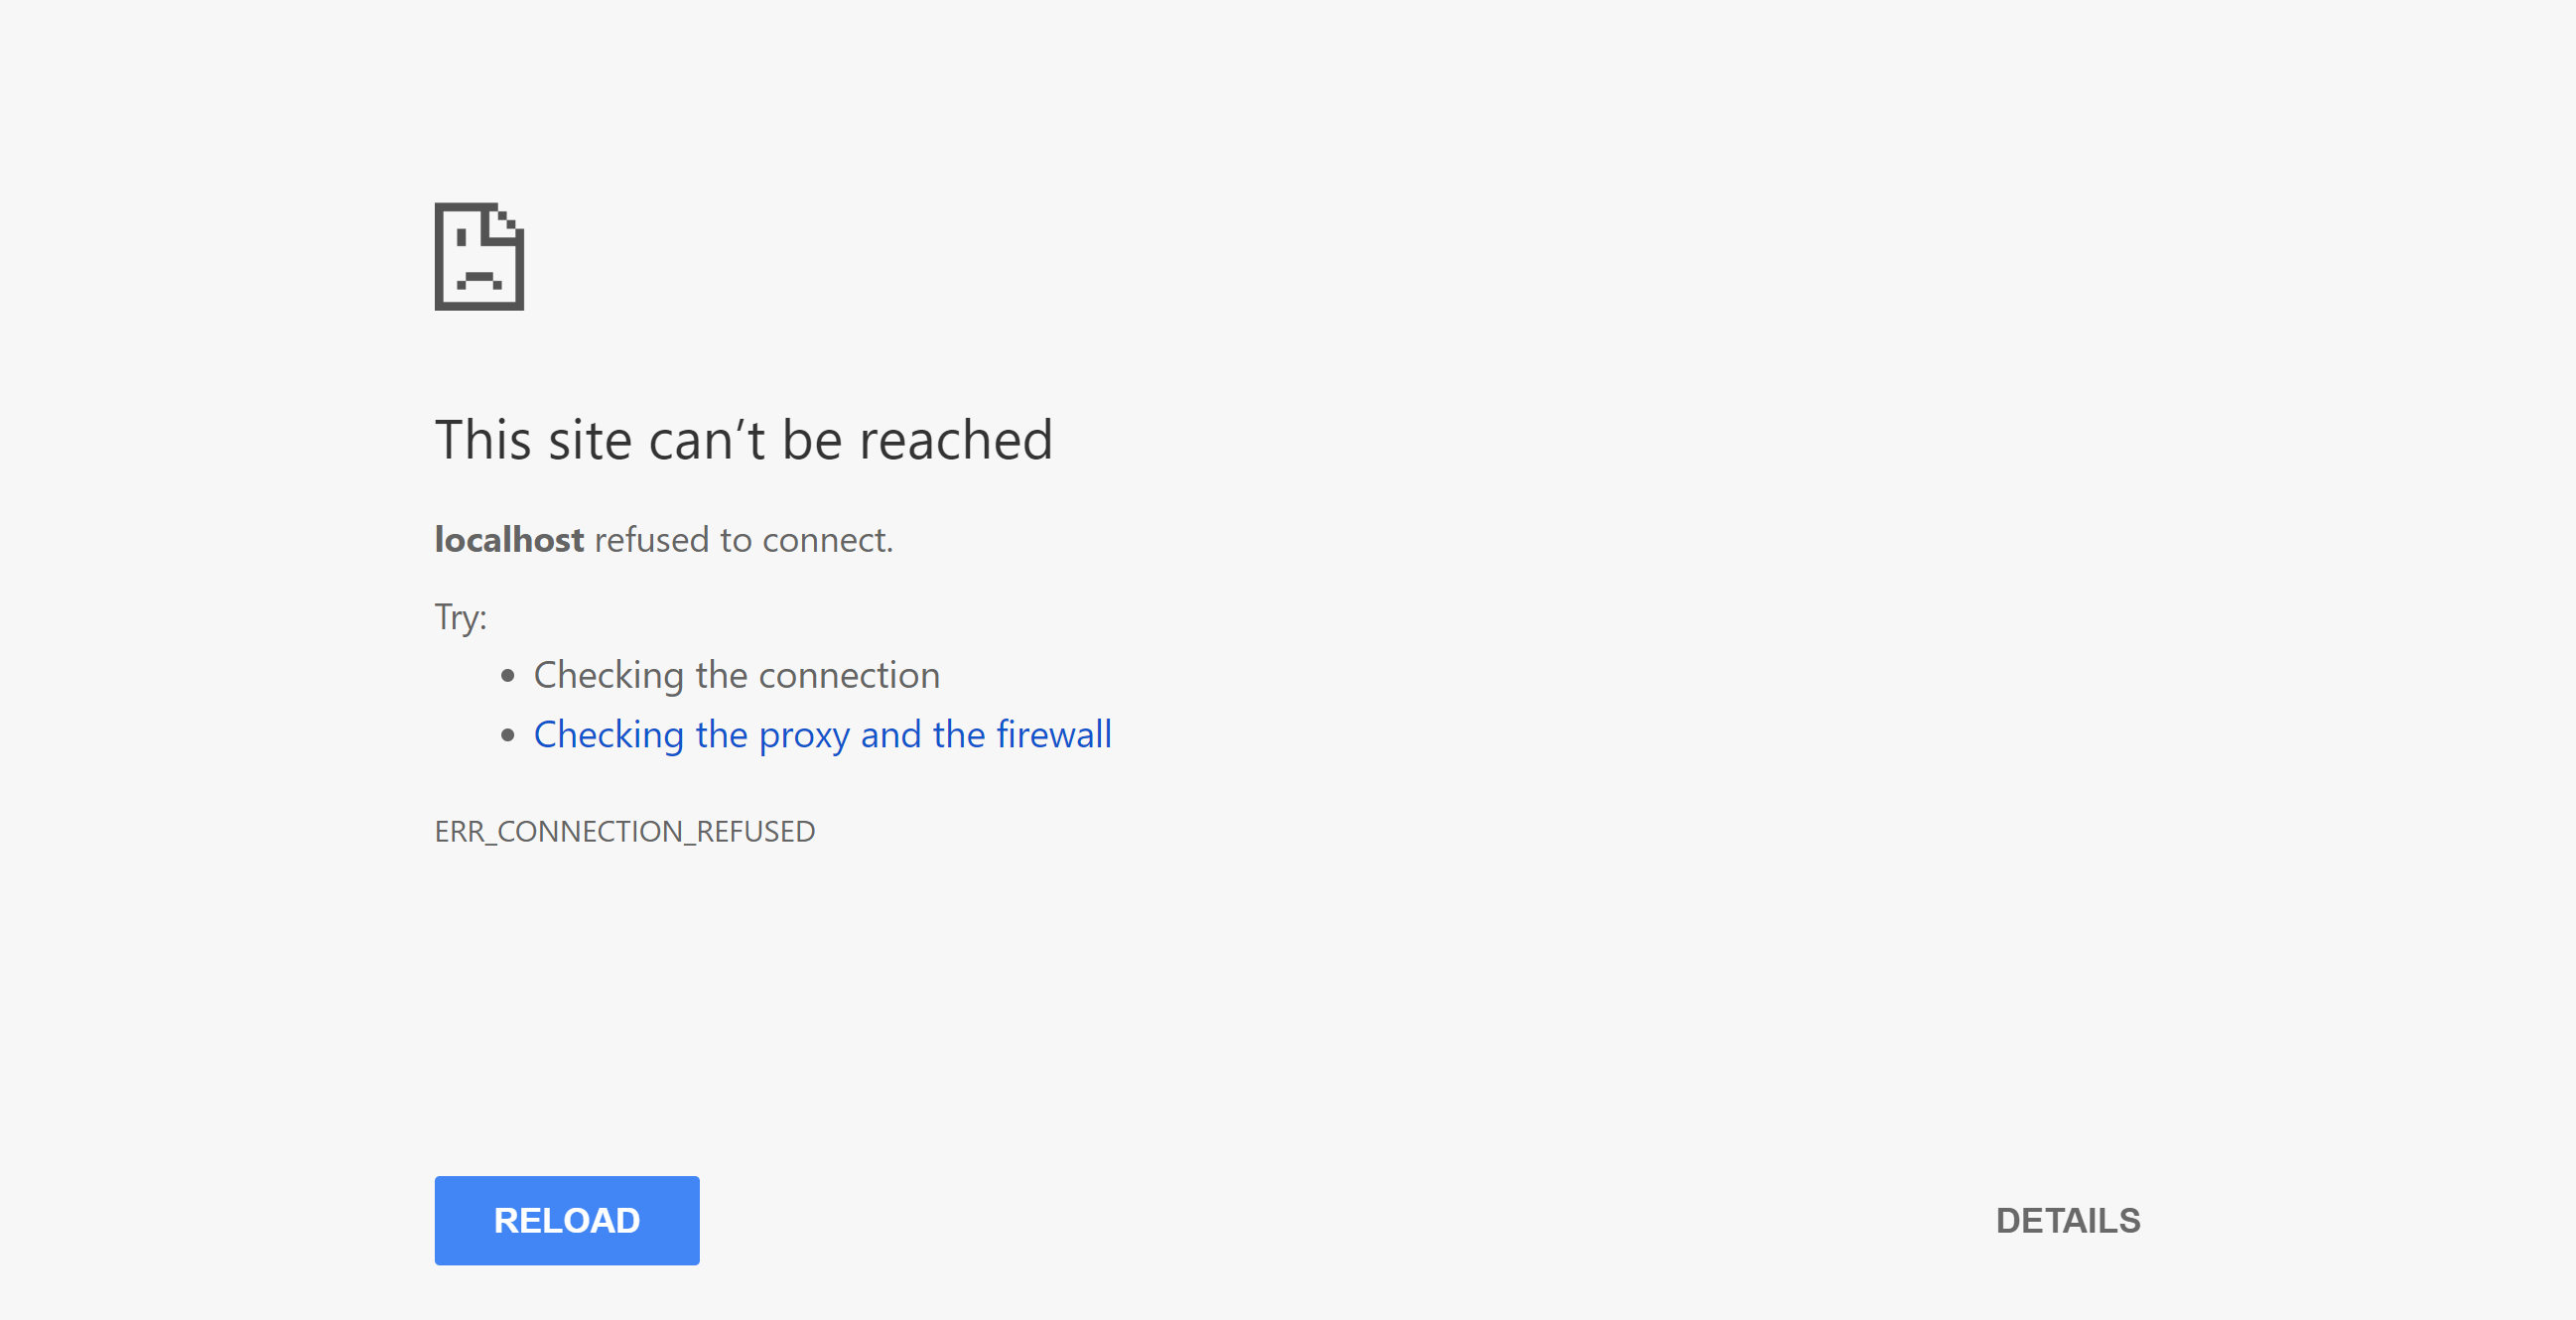 This site can’t be reached
localhost refused to connect.
Try:
• Checking the connection
• Checking the proxy and the firewall
ERR_CONNECTION_REFUSED
RELOAD
DETAILS